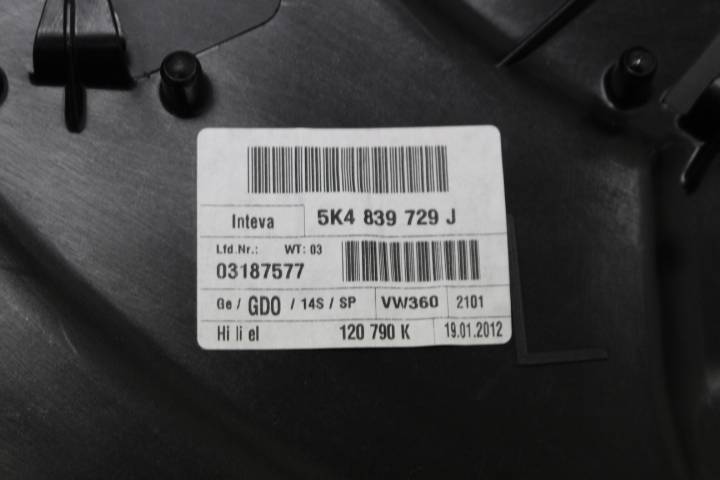 Inteva 5K4 839 729 J
Lfd.Nr.: WT: 03
03187577
Ge / GDO / 14S / SP VW360 2101
Hi li el 120 790 K 19.01.2012